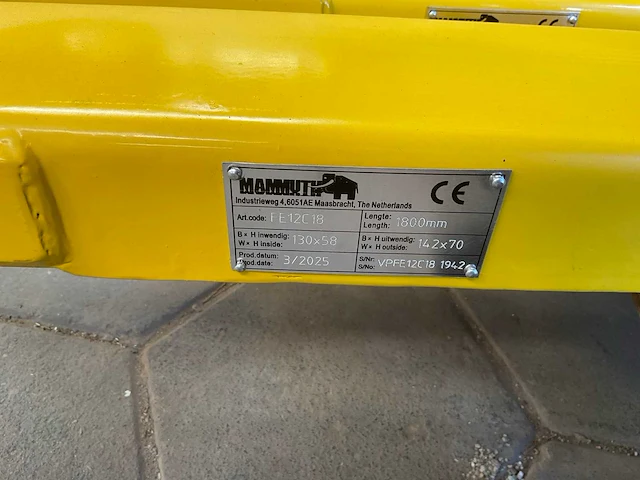 MAMMUTH CE
Industrieweg 4,6051AE Maasbracht, The Netherlands
Art.code: FE12C18
Lengte:
Length: 1800mm
B x H inwendig:
W x H inside: 130x58
B x H uitwendig:
W x H outside: 142x70
Prod.datum:
Prod.date: 3/2025
S/Nr:
S/No: VPFE12C18 1942
CE